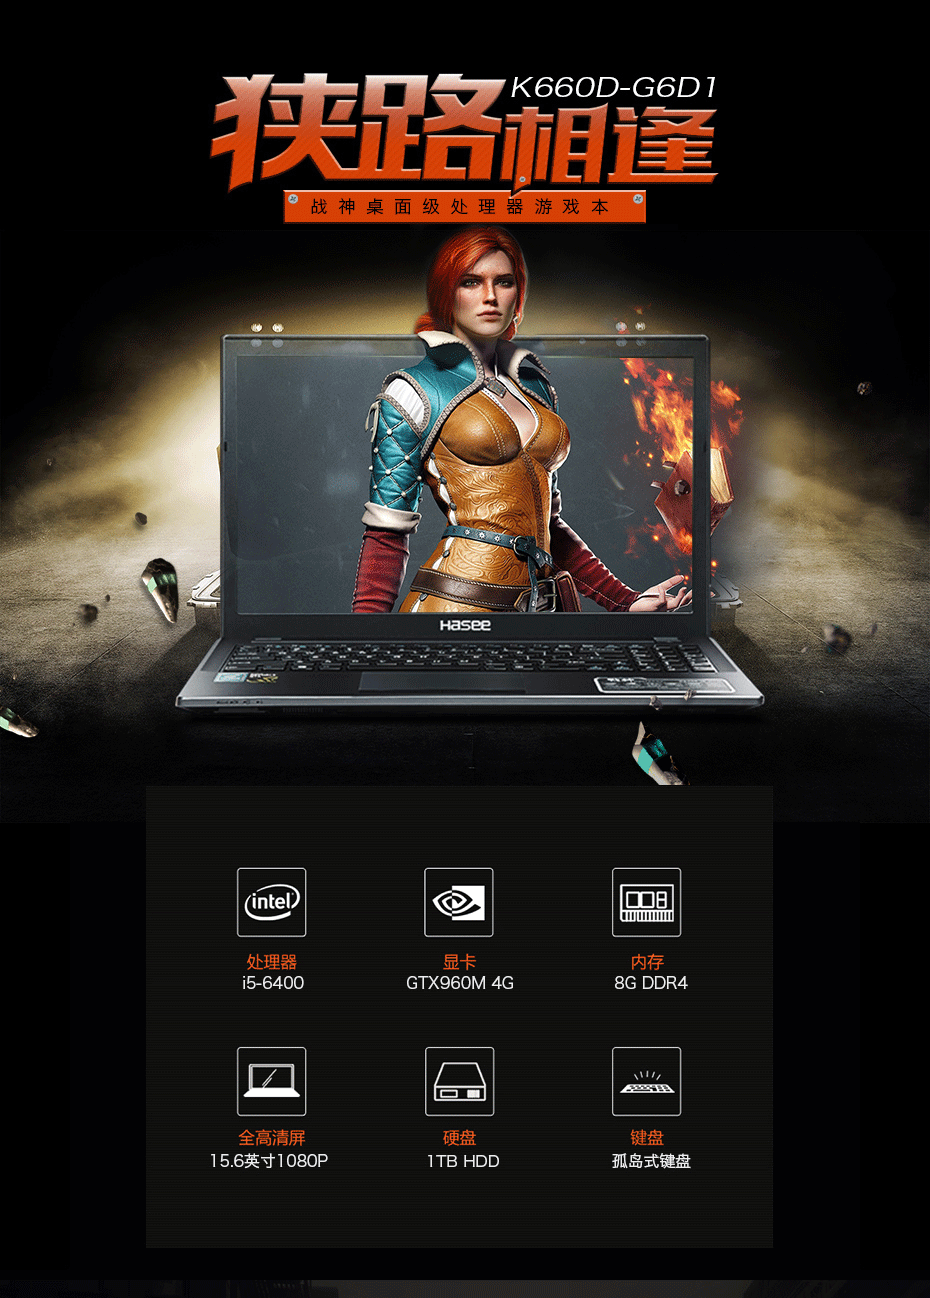 K660D-G6D1
狭路相逢
战神桌面级处理器游戏本
HASEE
intel
处理器
i5-6400
显卡
GTX960M 4G
内存
8G DDR4
全高清屏
15.6英寸1080P
硬盘
1TB HDD
键盘
孤岛式键盘